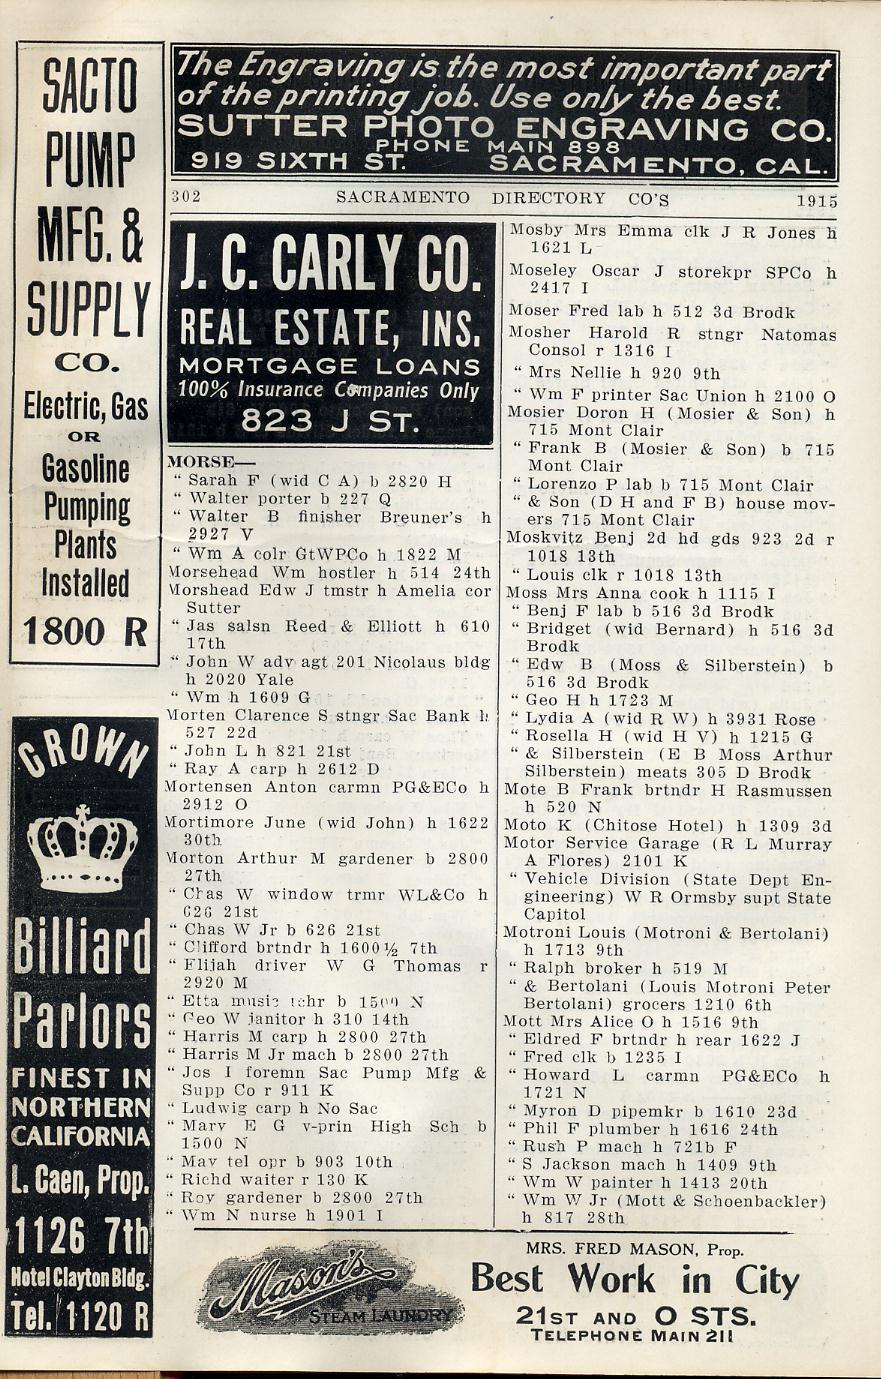 SACTO
PUMP
MFG. &
SUPPLY
CO.
Electric, Gas
OR
Gasoline
Pumping
Plants
Installed
1800 R
CROWN
Billiard
Parlors
FINEST IN
NORTHERN
CALIFORNIA
L. Caen, Prop.
1126 7th
Hotel Clayton Bldg.
Tel. 1120 R
The Engraving is the most important part
of the printing job. Use only the best.
SUTTER PHOTO ENGRAVING CO.
PHONE MAIN 898
919 SIXTH ST. SACRAMENTO, CAL.
302 SACRAMENTO DIRECTORY CO'S 1915
J. C. CARLY CO.
REAL ESTATE, INS.
MORTGAGE LOANS
100% Insurance Companies Only
823 J ST.
MORSE—
“ Sarah F (wid C A) b 2820 H
“ Walter porter b 227 Q
“ Walter B finisher Breuner's h
2927 V
“ Wm A colr GtWPCo h 1822 M
Morsehead Wm hostler h 514 24th
Morshead Edw J tmstr h Amelia cor
Sutter
“ Jas salsn Reed & Elliott h 610
17th
“ John W adv agt 201 Nicolaus bldg
h 2020 Yale
“ Wm h 1609 G
Morten Clarence S stngr Sac Bank h
527 22d
“ John L h 821 21st
“ Ray A carp h 2612 D
Mortensen Anton carmn PG&ECo h
2912 O
Mortimore June (wid John) h 1622
30th
Morton Arthur M gardener b 2800
27th
“ Chas W window trmr WL&Co h
626 21st
“ Chas W Jr b 626 21st
“ Clifford brtndr h 1600½ 7th
“ Elijah driver W G Thomas r
2920 M
“ Etta music tchr b 1500 N
“ Geo W janitor h 310 14th
“ Harris M carp h 2800 27th
“ Harris M Jr mach b 2800 27th
“ Jos I foremn Sac Pump Mfg &
Supp Co r 911 K
“ Ludwig carp h No Sac
“ Mary E G v-prin High Sch b
1500 N
“ May tel opr b 903 10th
“ Richd waiter r 130 K
“ Roy gardener b 2800 27th
“ Wm N nurse h 1901 I
Mosby Mrs Emma clk J R Jones h
1621 L
Moseley Oscar J storekpr SPCo h
2417 I
Moser Fred lab h 512 3d Brodk
Mosher Harold R stngr Natomas
Consol r 1316 I
“ Mrs Nellie h 920 9th
“ Wm F printer Sac Union h 2100 O
Mosier Doron H (Mosier & Son) h
715 Mont Clair
“ Frank B (Mosier & Son) b 715
Mont Clair
“ Lorenzo P lab b 715 Mont Clair
“ & Son (D H and F B) house mov-
ers 715 Mont Clair
Moskvitz Benj 2d hd gds 923 2d r
1018 13th
“ Louis clk r 1018 13th
Moss Mrs Anna cook h 1115 I
“ Benj F lab b 516 3d Brodk
“ Bridget (wid Bernard) h 516 3d
Brodk
“ Edw B (Moss & Silberstein) b
516 3d Brodk
“ Geo H h 1723 M
“ Lydia A (wid R W) h 3931 Rose
“ Rosella H (wid H V) h 1215 G
“ & Silberstein (E B Moss Arthur
Silberstein) meats 305 D Brodk
Mote B Frank brtndr H Rasmussen
h 520 N
Moto K (Chitose Hotel) h 1309 3d
Motor Service Garage (R L Murray
A Flores) 2101 K
“ Vehicle Division (State Dept En-
gineering) W R Ormsby supt State
Capitol
Motroni Louis (Motroni & Bertolani)
h 1713 9th
“ Ralph broker h 519 M
“ & Bertolani (Louis Motroni Peter
Bertolani) grocers 1210 6th
Mott Mrs Alice O h 1516 9th
“ Eldred F brtndr h rear 1622 J
“ Fred clk b 1235 I
“ Howard L carmn PG&ECo h
1721 N
“ Myron D pipemkr b 1610 23d
“ Phil F plumber h 1616 24th
“ Rush P mach h 721b F
“ S Jackson mach h 1409 9th
“ Wm W painter h 1413 20th
“ Wm W Jr (Mott & Schoenbackler)
h 817 28th
Mason's
STEAM LAUNDRY
MRS. FRED MASON, Prop.
Best Work in City
21ST AND O STS.
TELEPHONE MAIN 211